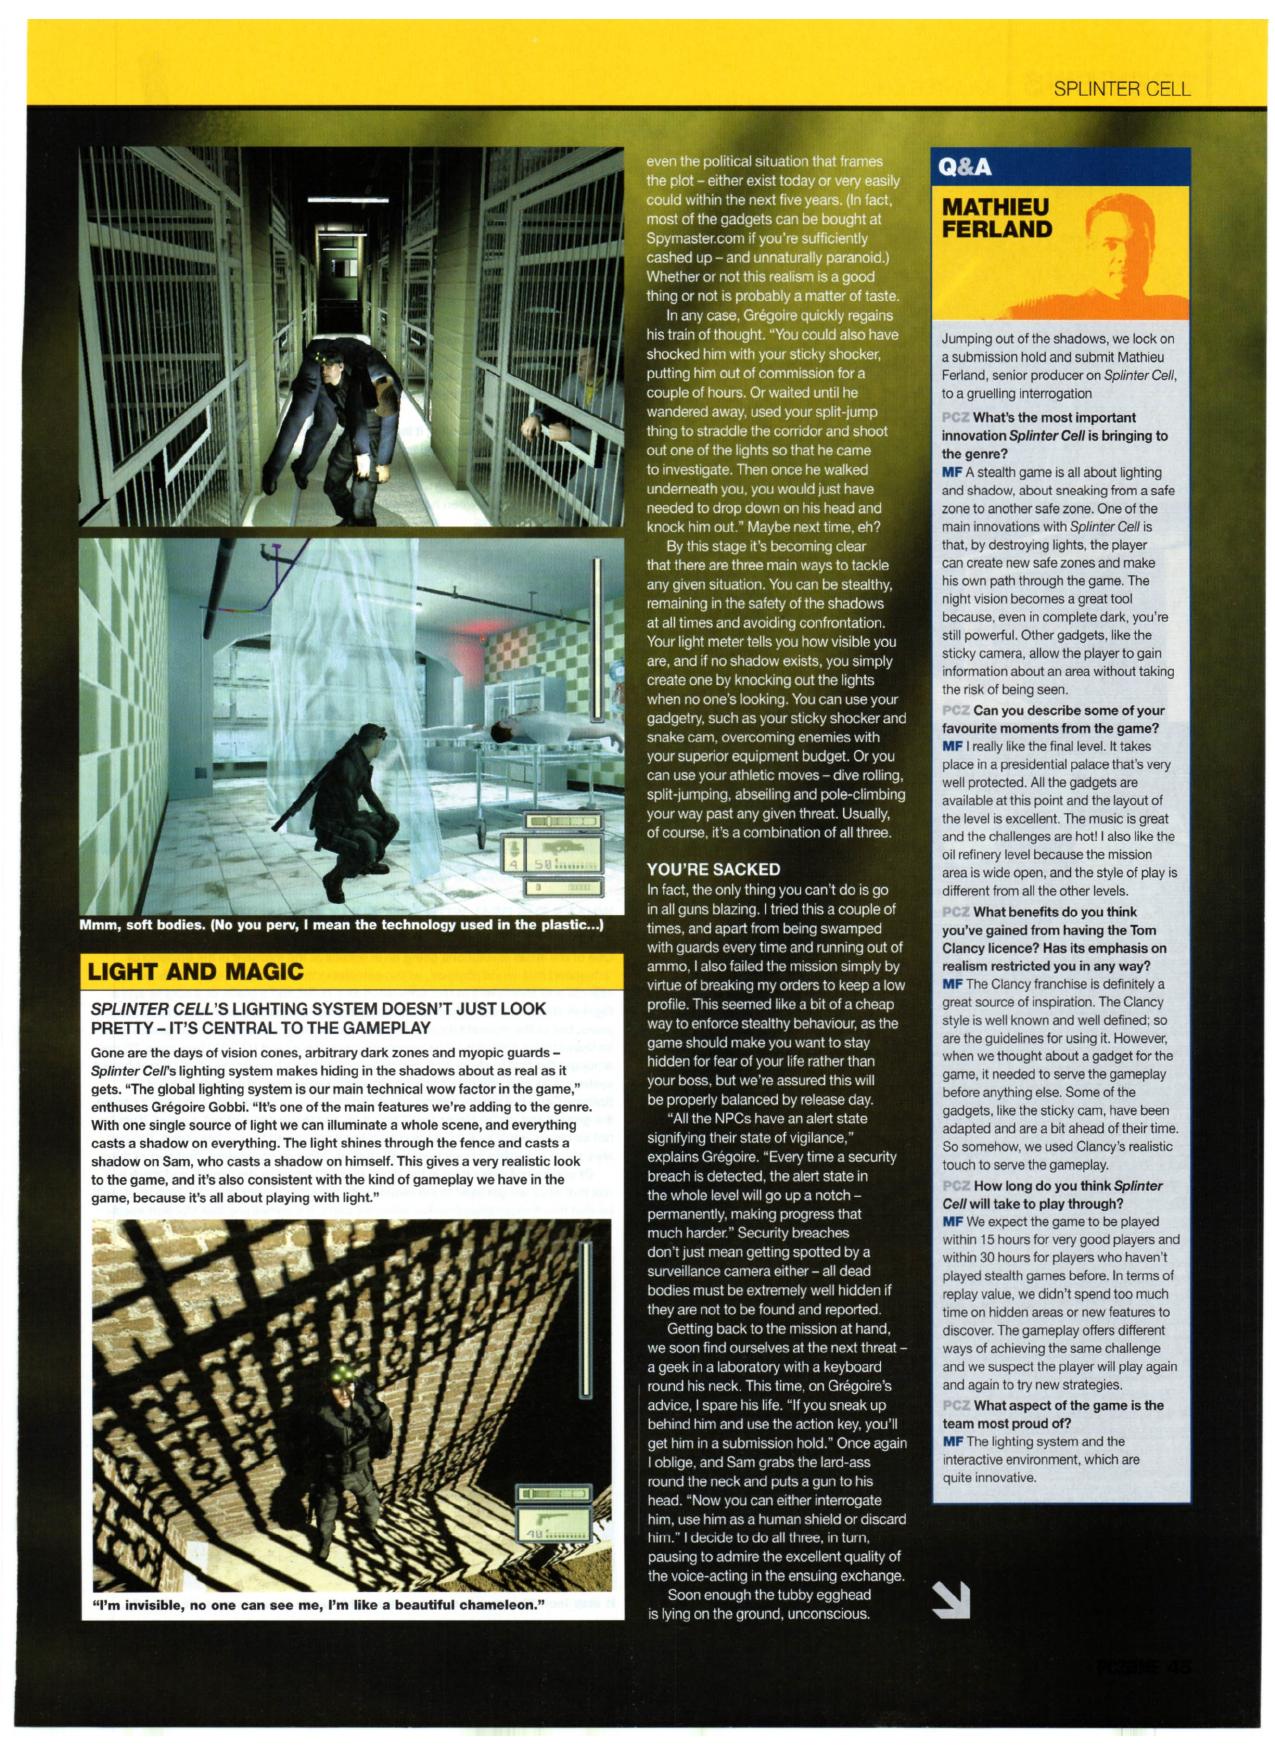 SPLINTER CELL
Mmm, soft bodies. (No you perv, I mean the technology used in the plastic...)
LIGHT AND MAGIC
SPLINTER CELL'S LIGHTING SYSTEM DOESN'T JUST LOOK
PRETTY – IT'S CENTRAL TO THE GAMEPLAY
Gone are the days of vision cones, arbitrary dark zones and myopic guards –
Splinter Cell's lighting system makes hiding in the shadows about as real as it
gets. “The global lighting system is our main technical wow factor in the game,”
enthuses Grégoire Gobbi. “It's one of the main features we're adding to the genre.
With one single source of light we can illuminate a whole scene, and everything
casts a shadow on everything. The light shines through the fence and casts a
shadow on Sam, who casts a shadow on himself. This gives a very realistic look
to the game, and it's also consistent with the kind of gameplay we have in the
game, because it's all about playing with light.”
“I'm invisible, no one can see me, I'm like a beautiful chameleon.”
even the political situation that frames
the plot – either exist today or very easily
could within the next five years. (In fact,
most of the gadgets can be bought at
Spymaster.com if you're sufficiently
cashed up – and unnaturally paranoid.)
Whether or not this realism is a good
thing or not is probably a matter of taste.
In any case, Grégoire quickly regains
his train of thought. “You could also have
shocked him with your sticky shocker,
putting him out of commission for a
couple of hours. Or waited until he
wandered away, used your split-jump
thing to straddle the corridor and shoot
out one of the lights so that he came
to investigate. Then once he walked
underneath you, you would just have
needed to drop down on his head and
knock him out.” Maybe next time, eh?
By this stage it's becoming clear
that there are three main ways to tackle
any given situation. You can be stealthy,
remaining in the safety of the shadows
at all times and avoiding confrontation.
Your light meter tells you how visible you
are, and if no shadow exists, you simply
create one by knocking out the lights
when no one's looking. You can use your
gadgetry, such as your sticky shocker and
snake cam, overcoming enemies with
your superior equipment budget. Or you
can use your athletic moves – dive rolling,
split-jumping, abseiling and pole-climbing
your way past any given threat. Usually,
of course, it's a combination of all three.
YOU'RE SACKED
In fact, the only thing you can't do is go
in all guns blazing. I tried this a couple of
times, and apart from being swamped
with guards every time and running out of
ammo, I also failed the mission simply by
virtue of breaking my orders to keep a low
profile. This seemed like a bit of a cheap
way to enforce stealthy behaviour, as the
game should make you want to stay
hidden for fear of your life rather than
your boss, but we're assured this will
be properly balanced by release day.
“All the NPCs have an alert state
signifying their state of vigilance,”
explains Grégoire. “Every time a security
breach is detected, the alert state in
the whole level will go up a notch –
permanently, making progress that
much harder.” Security breaches
don't just mean getting spotted by a
surveillance camera either – all dead
bodies must be extremely well hidden if
they are not to be found and reported.
Getting back to the mission at hand,
we soon find ourselves at the next threat –
a geek in a laboratory with a keyboard
round his neck. This time, on Grégoire's
advice, I spare his life. “If you sneak up
behind him and use the action key, you'll
get him in a submission hold.” Once again
I oblige, and Sam grabs the lard-ass
round the neck and puts a gun to his
head. “Now you can either interrogate
him, use him as a human shield or discard
him.” I decide to do all three, in turn,
pausing to admire the excellent quality of
the voice-acting in the ensuing exchange.
Soon enough the tubby egghead
is lying on the ground, unconscious.
Q&A
MATHIEU
FERLAND
Jumping out of the shadows, we lock on
a submission hold and submit Mathieu
Ferland, senior producer on Splinter Cell,
to a gruelling interrogation
PCZ What's the most important
innovation Splinter Cell is bringing to
the genre?
MF A stealth game is all about lighting
and shadow, about sneaking from a safe
zone to another safe zone. One of the
main innovations with Splinter Cell is
that, by destroying lights, the player
can create new safe zones and make
his own path through the game. The
night vision becomes a great tool
because, even in complete dark, you're
still powerful. Other gadgets, like the
sticky camera, allow the player to gain
information about an area without taking
the risk of being seen.
PCZ Can you describe some of your
favourite moments from the game?
MF I really like the final level. It takes
place in a presidential palace that's very
well protected. All the gadgets are
available at this point and the layout of
the level is excellent. The music is great
and the challenges are hot! I also like the
oil refinery level because the mission
area is wide open, and the style of play is
different from all the other levels.
PCZ What benefits do you think
you've gained from having the Tom
Clancy licence? Has its emphasis on
realism restricted you in any way?
MF The Clancy franchise is definitely a
great source of inspiration. The Clancy
style is well known and well defined; so
are the guidelines for using it. However,
when we thought about a gadget for the
game, it needed to serve the gameplay
before anything else. Some of the
gadgets, like the sticky cam, have been
adapted and are a bit ahead of their time.
So somehow, we used Clancy's realistic
touch to serve the gameplay.
PCZ How long do you think Splinter
Cell will take to play through?
MF We expect the game to be played
within 15 hours for very good players and
within 30 hours for players who haven't
played stealth games before. In terms of
replay value, we didn't spend too much
time on hidden areas or new features to
discover. The gameplay offers different
ways of achieving the same challenge
and we suspect the player will play again
and again to try new strategies.
PCZ What aspect of the game is the
team most proud of?
MF The lighting system and the
interactive environment, which are
quite innovative.
PCZONE 45